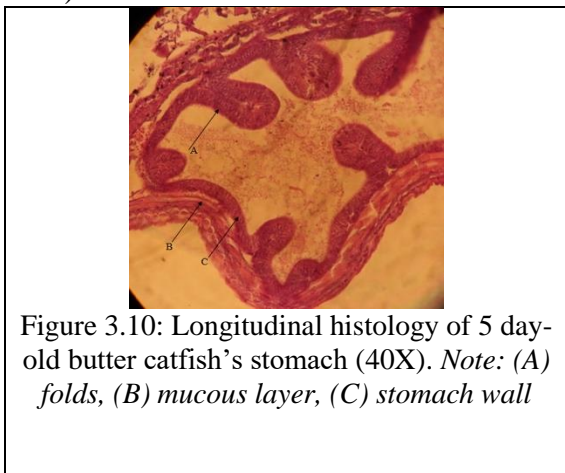 A
B
C
Figure 3.10: Longitudinal histology of 5 day-
old butter catfish’s stomach (40X). Note: (A)
folds, (B) mucous layer, (C) stomach wall